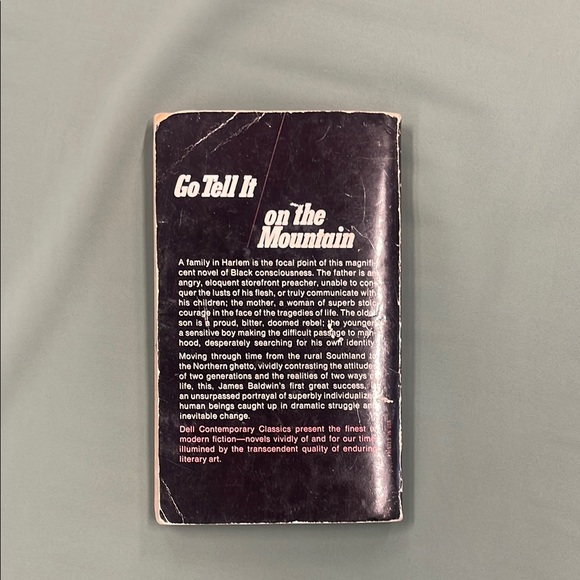 Go Tell It
on the
Mountain
A family in Harlem is the focal point of this magnifi-
cent novel of Black consciousness. The father is an
angry, eloquent storefront preacher, unable to con-
quer the lusts of his flesh, or truly communicate with
his children; the mother, a woman of superb stoic
courage in the face of the tragedies of life. The older
son is a proud, bitter, doomed rebel; the younger
a sensitive boy making the difficult passage to man-
hood, desperately searching for his own identity.
Moving through time from the rural Southland to
the Northern ghetto, vividly contrasting the attitudes
of two generations and the realities of two ways of
life, this, James Baldwin's first great success, is
an unsurpassed portrayal of superbly individualized
human beings caught up in dramatic struggle and
inevitable change.
Dell Contemporary Classics present the finest of
modern fiction—novels vividly of and for our time,
illumined by the transcendent quality of enduring
literary art.